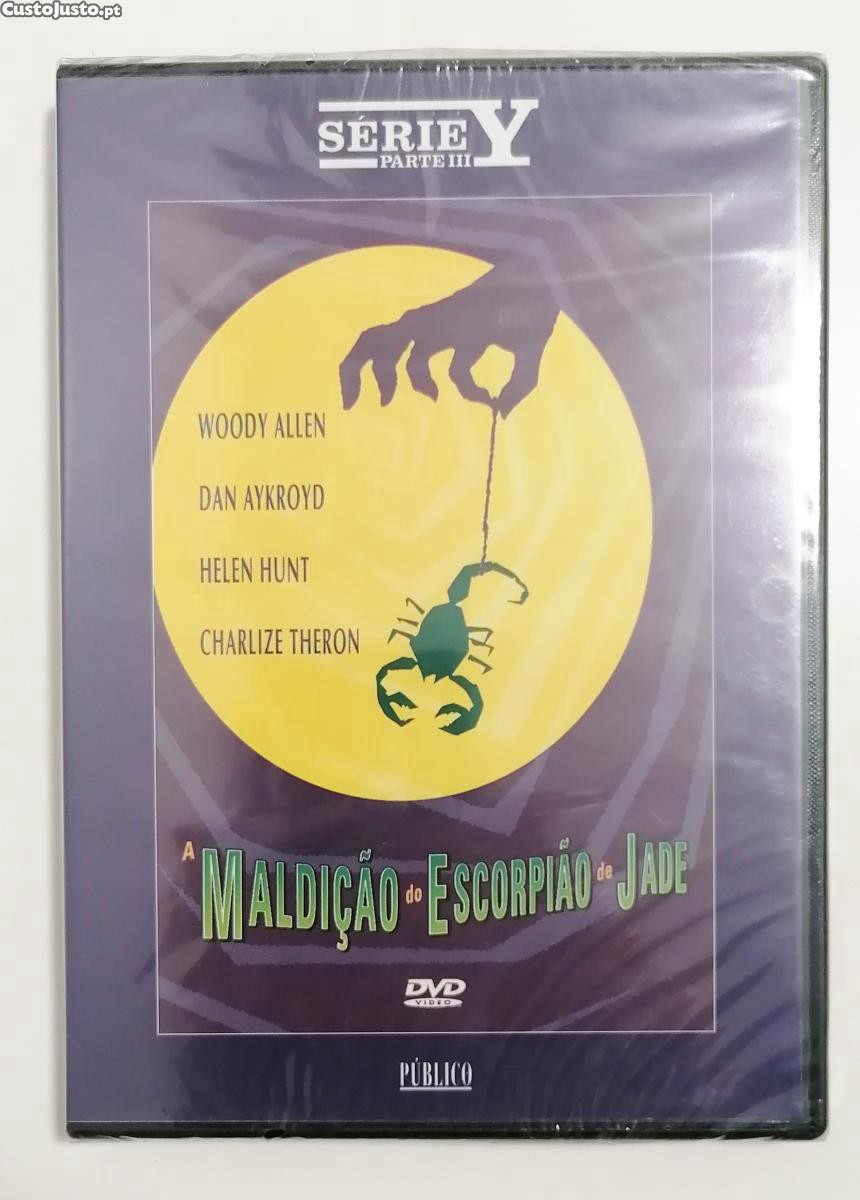 CustoJusto.pt
SÉRIE Y
PARTE III
WOODY ALLEN
DAN AYKROYD
HELEN HUNT
CHARLIZE THERON
A MALDIÇÃO do ESCORPIÃO de JADE
DVD
VIDEO
PÚBLICO